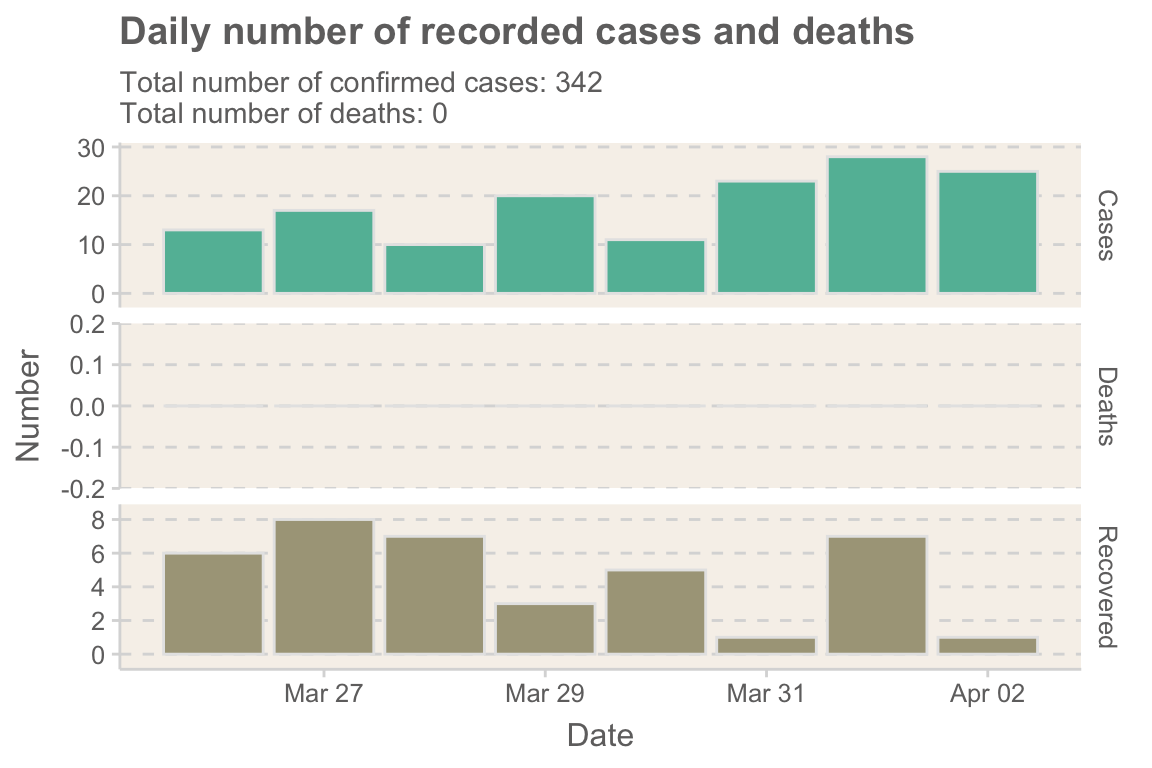 Daily number of recorded cases and deaths
Total number of confirmed cases: 342
Total number of deaths: 0
30
20
10
0
Cases
0.2
0.1
0.0
-0.1
-0.2
Deaths
Number
8
6
4
2
0
Recovered
Mar 27 Mar 29 Mar 31 Apr 02
Date